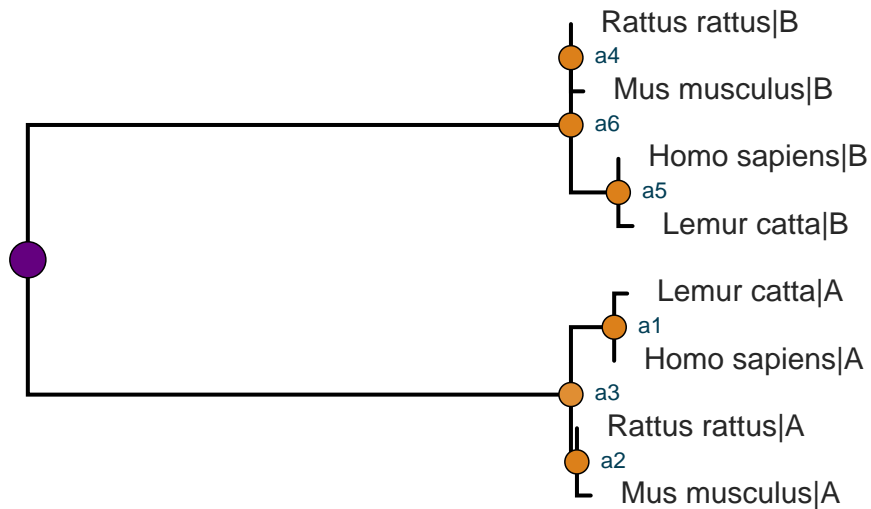 Rattus rattus|B
a4
Mus musculus|B
a6
Homo sapiens|B
a5
Lemur catta|B
Lemur catta|A
a1
Homo sapiens|A
a3
Rattus rattus|A
a2
Mus musculus|A